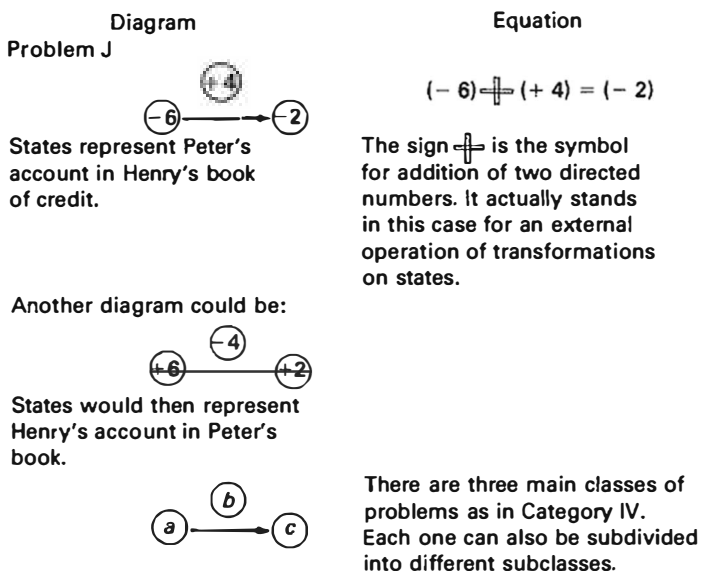 Diagram
Equation
Problem J
+4
-6 -2
(- 6) + (+ 4) = (- 2)
States represent Peter's
account in Henry's book
of credit.
The sign + is the symbol
for addition of two directed
numbers. It actually stands
in this case for an external
operation of transformations
on states.
Another diagram could be:
-4
+6 +2
States would then represent
Henry's account in Peter's
book.
b
a c
There are three main classes of
problems as in Category IV.
Each one can also be subdivided
into different subclasses.